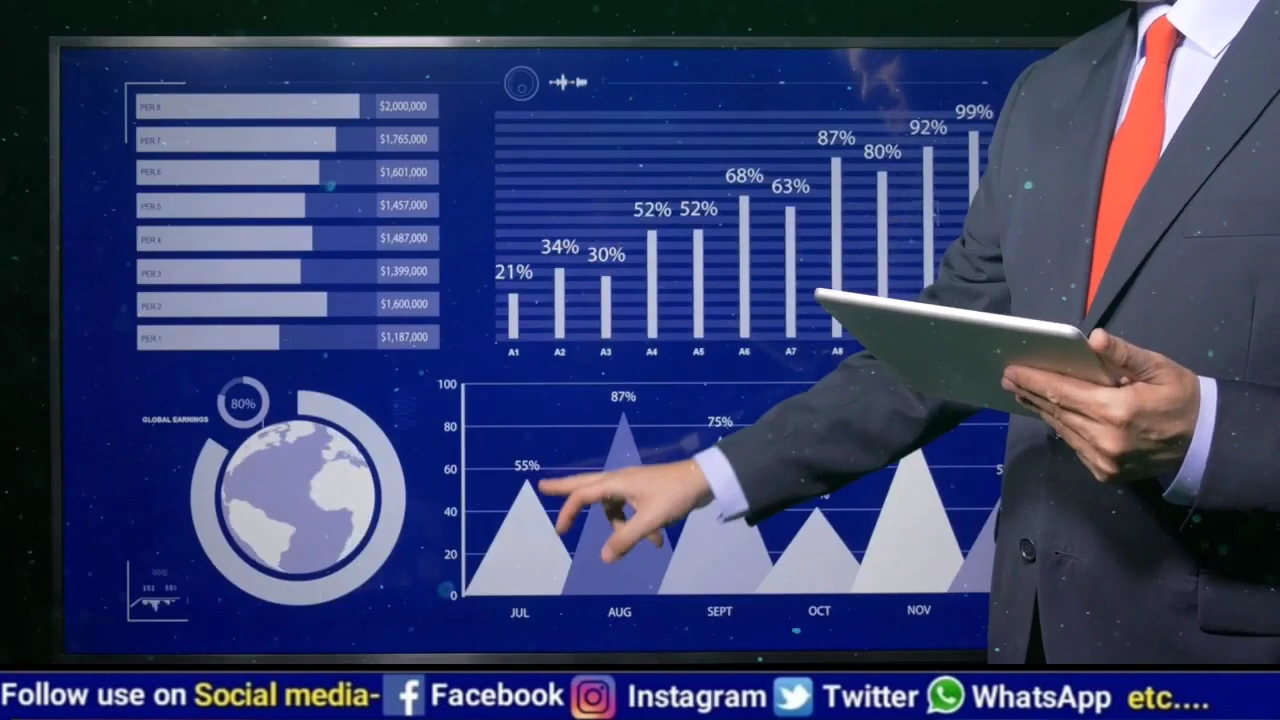 PER.8 $2,000,000
PER.7 $1,765,000
PER.6 $1,601,000
PER.5 $1,457,000
PER.4 $1,487,000
PER.3 $1,399,000
PER.2 $1,600,000
PER.1 $1,187,000
21% 34% 30% 52% 52% 68% 63% 87% 80% 92% 99%
A1 A2 A3 A4 A5 A6 A7 A8
80%
GLOBAL EARNINGS
100
80
60
40
20
0
55% 87% 75%
JUL AUG SEPT OCT NOV
Follow use on Social media- Facebook Instagram Twitter WhatsApp etc....